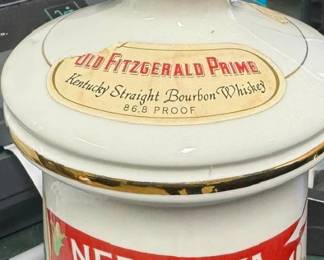 OLD FITZGERALD PRIME
Kentucky Straight Bourbon Whiskey
86.8 PROOF